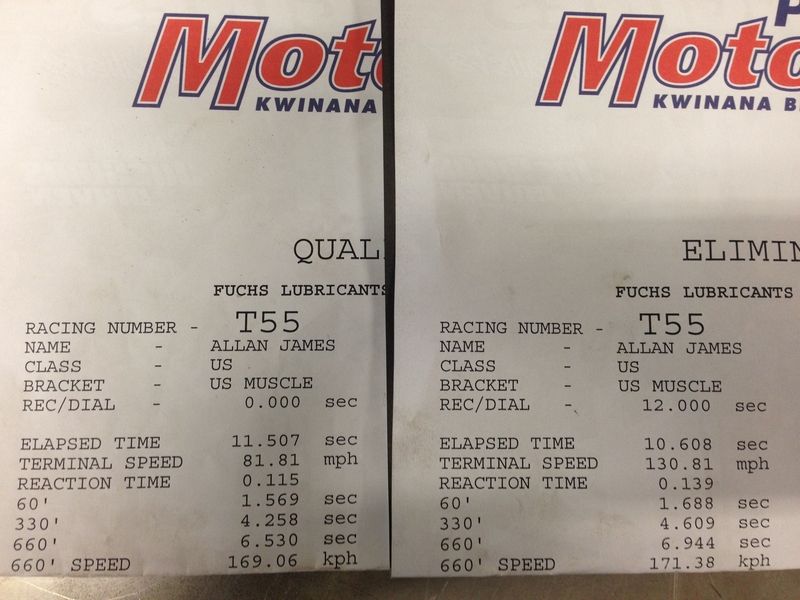 Moto
KWINANA
QUAL
FUCHS LUBRICANTS
RACING NUMBER - T55
NAME - ALLAN JAMES
CLASS - US
BRACKET - US MUSCLE
REC/DIAL - 0.000 sec
ELAPSED TIME 11.507 sec
TERMINAL SPEED 81.81 mph
REACTION TIME 0.115
60' 1.569 sec
330' 4.258 sec
660' 6.530 sec
660' SPEED 169.06 kph
P
Moto
KWINANA B
ELIMIN
FUCHS LUBRICANTS
RACING NUMBER - T55
NAME - ALLAN JAMES
CLASS - US
BRACKET - US MUSCLE
REC/DIAL - 12.000 sec
ELAPSED TIME 10.608 sec
TERMINAL SPEED 130.81 mph
REACTION TIME 0.139
60' 1.688 sec
330' 4.609 sec
660' 6.944 sec
660' SPEED 171.38 kph